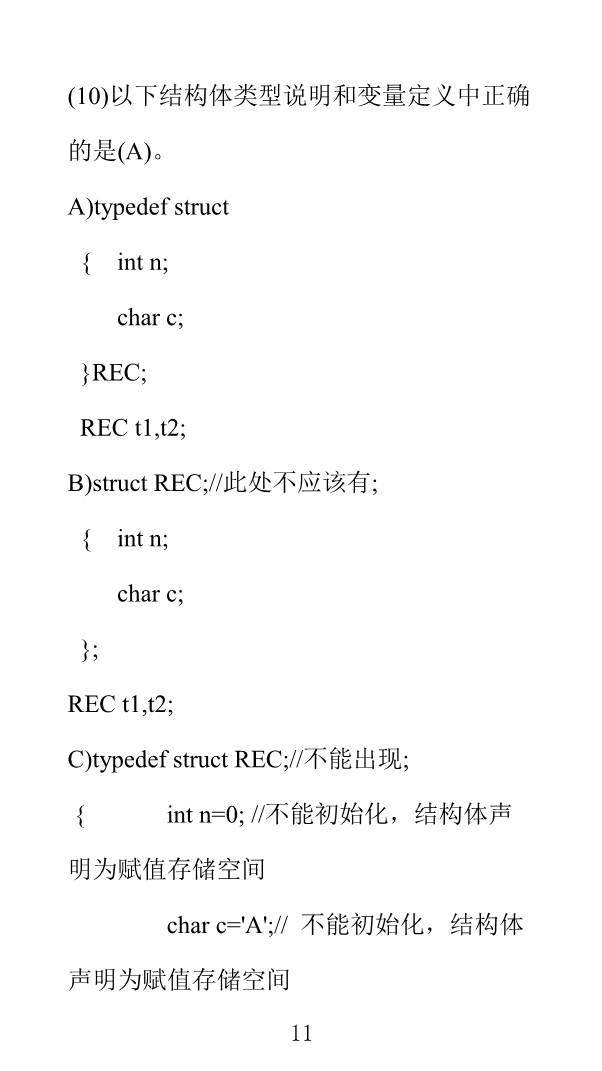 (10)以下结构体类型说明和变量定义中正确
的是(A)。
A)typedef struct
{ int n;
char c;
}REC;
REC t1,t2;
B)struct REC;//此处不应该有;
{ int n;
char c;
};
REC t1,t2;
C)typedef struct REC;//不能出现;
{ int n=0; //不能初始化，结构体声
明为赋值存储空间
char c='A';// 不能初始化，结构体
声明为赋值存储空间
11